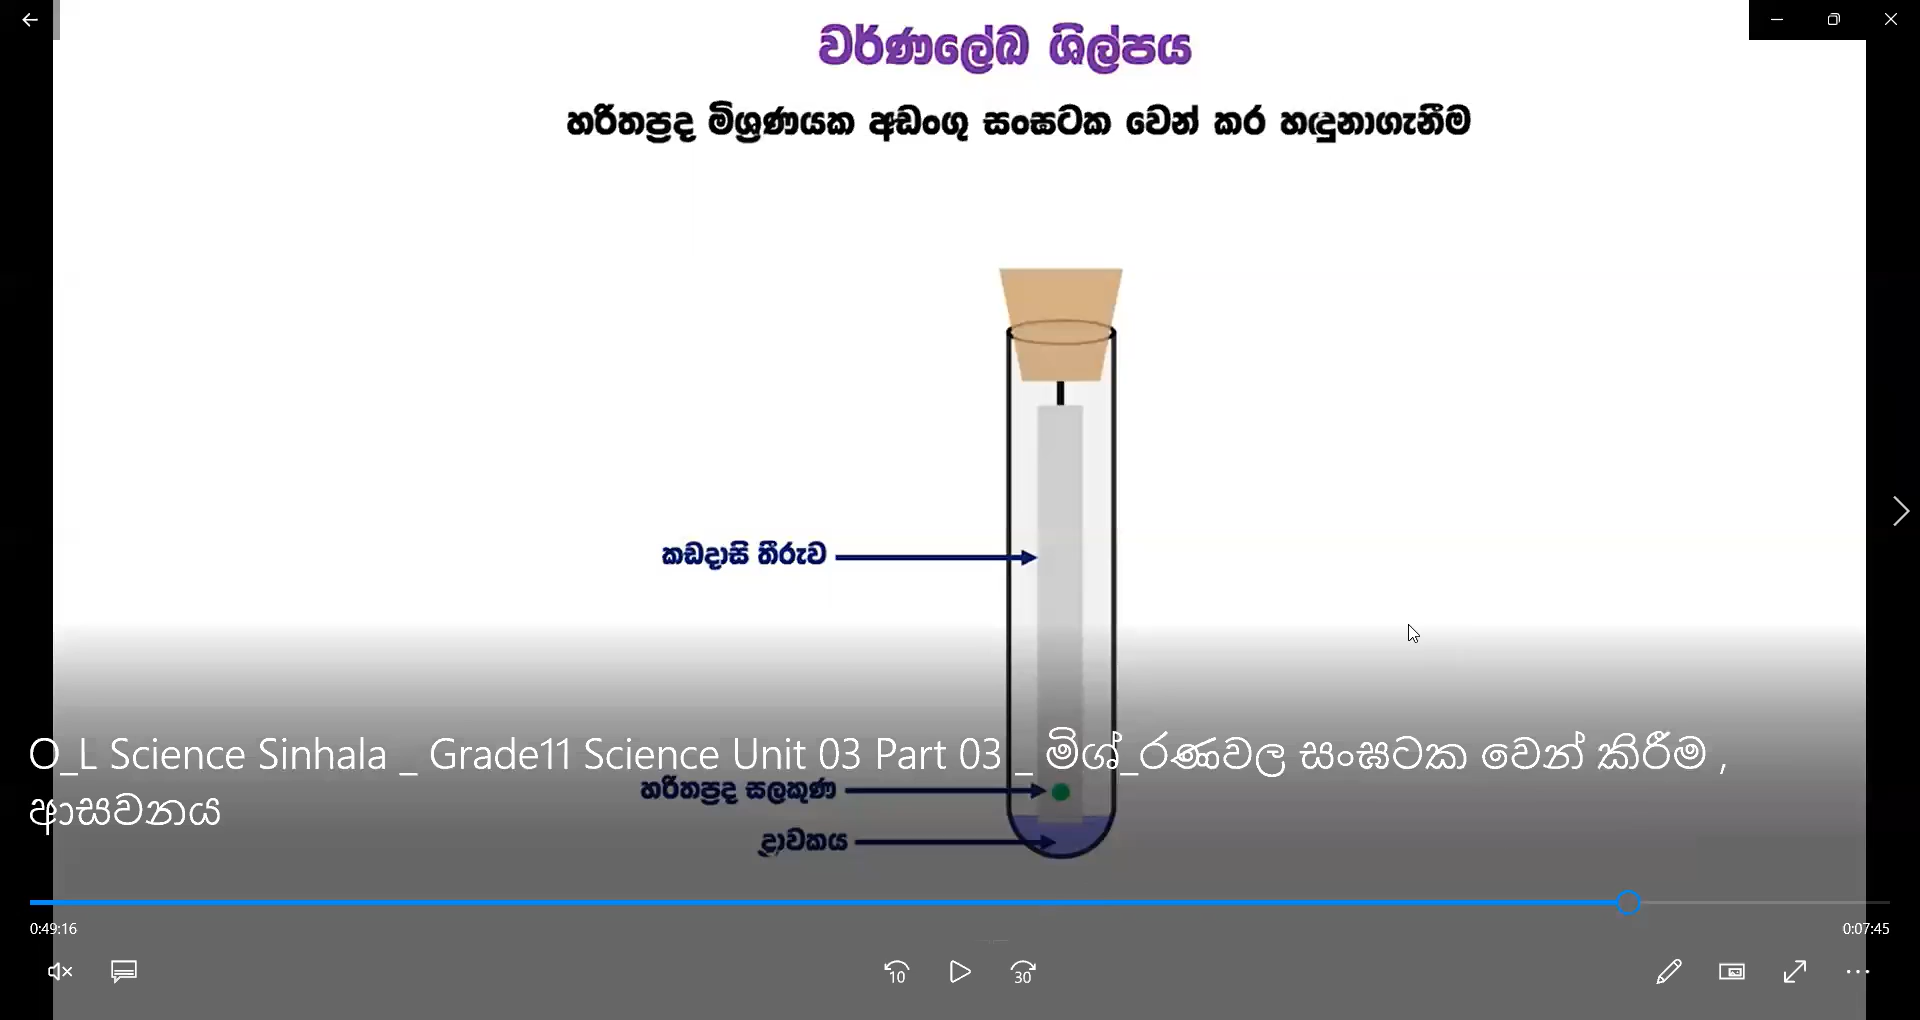 වර්ණලේඛ ශිල්පය
හරිතප්‍රද මිශ්‍රණයක අඩංගු සංඝටක වෙන් කර හඳුනාගැනීම
කඩදාසි තීරුව
O_L Science Sinhala _ Grade11 Science Unit 03 Part 03 _ මිශ්_රණවල සංඝටක වෙන් කිරීම ,
ආසවනය
හරිතප්‍රද සලකුණ
ද්‍රාවකය
0:49:16
0:07:45
10
30